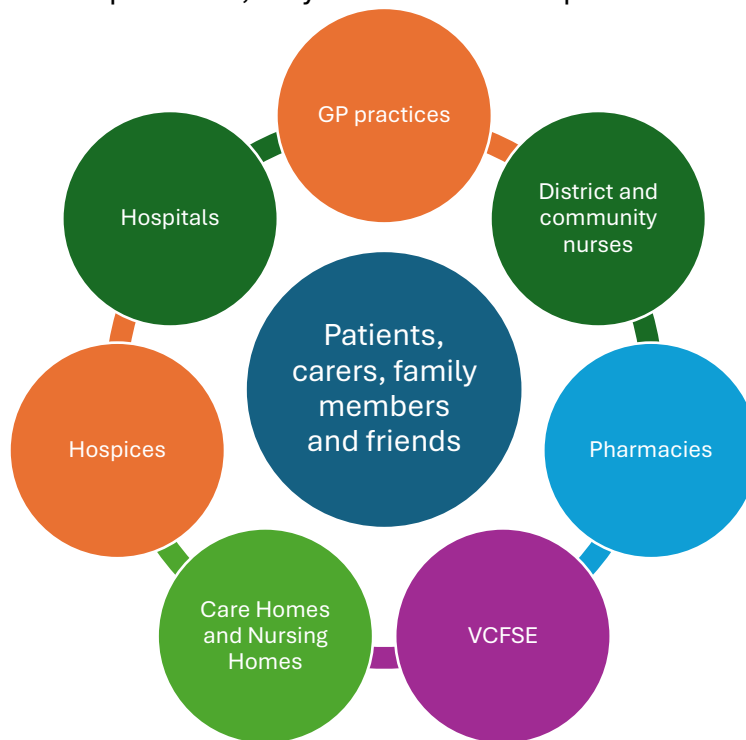 GP practices
District and
community
nurses
Pharmacies
VCFSE
Care Homes
and Nursing
Homes
Hospices
Hospitals
Patients,
carers, family
members
and friends